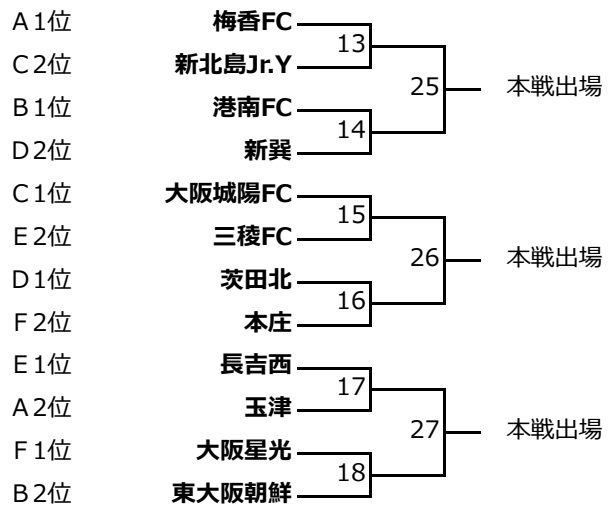 A1位 梅香FC
13
C2位 新北島Jr.Y
25 本戦出場
B1位 港南FC
14
D2位 新巽
C1位 大阪城陽FC
15
E2位 三稜FC
26 本戦出場
D1位 茨田北
16
F2位 本庄
E1位 長吉西
17
A2位 玉津
27 本戦出場
F1位 大阪星光
18
B2位 東大阪朝鮮